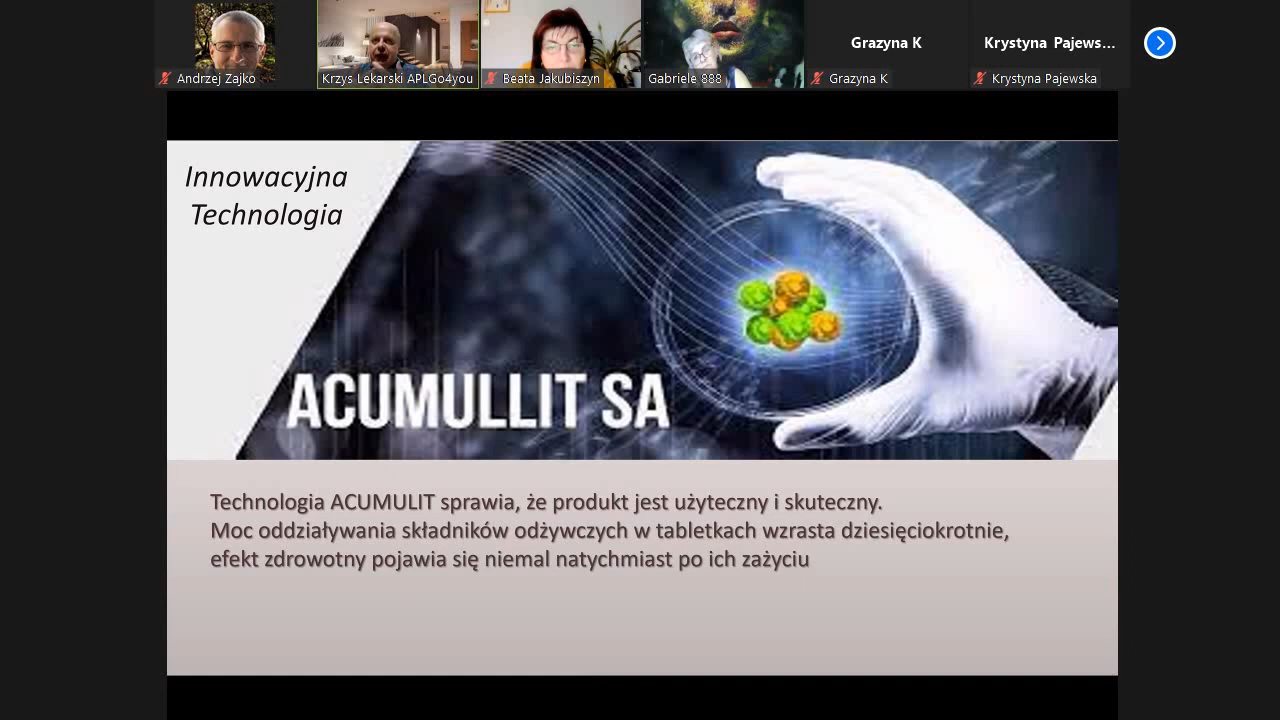 Grazyna K
Krystyna Pajews...
Andrzej Zajko
Krzys Lekarski APLGo4you
Beata Jakubiszyn
Gabriele 888
Grazyna K
Krystyna Pajewska
Innowacyjna
Technologia
ACUMULLIT SA
Technologia ACUMULIT sprawia, że produkt jest użyteczny i skuteczny.
Moc oddziaływania składników odżywczych w tabletkach wzrasta dziesięciokrotnie,
efekt zdrowotny pojawia się niemal natychmiast po ich zażyciu